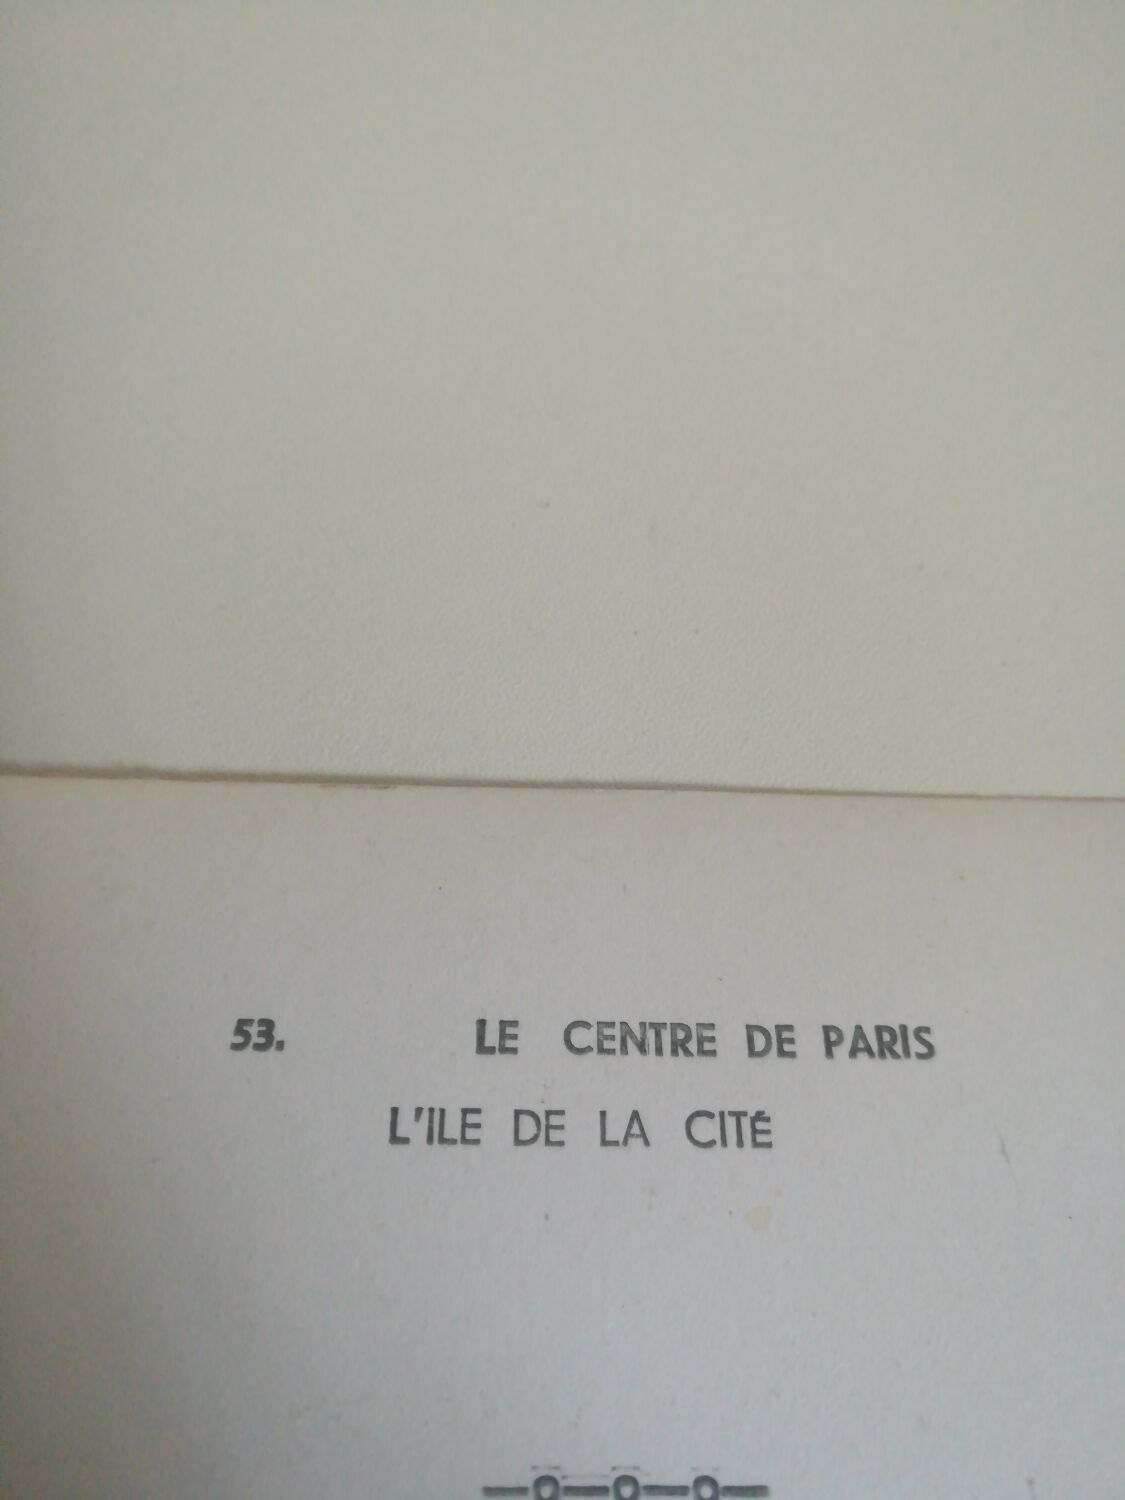 53. LE CENTRE DE PARIS
L'ILE DE LA CITÉ